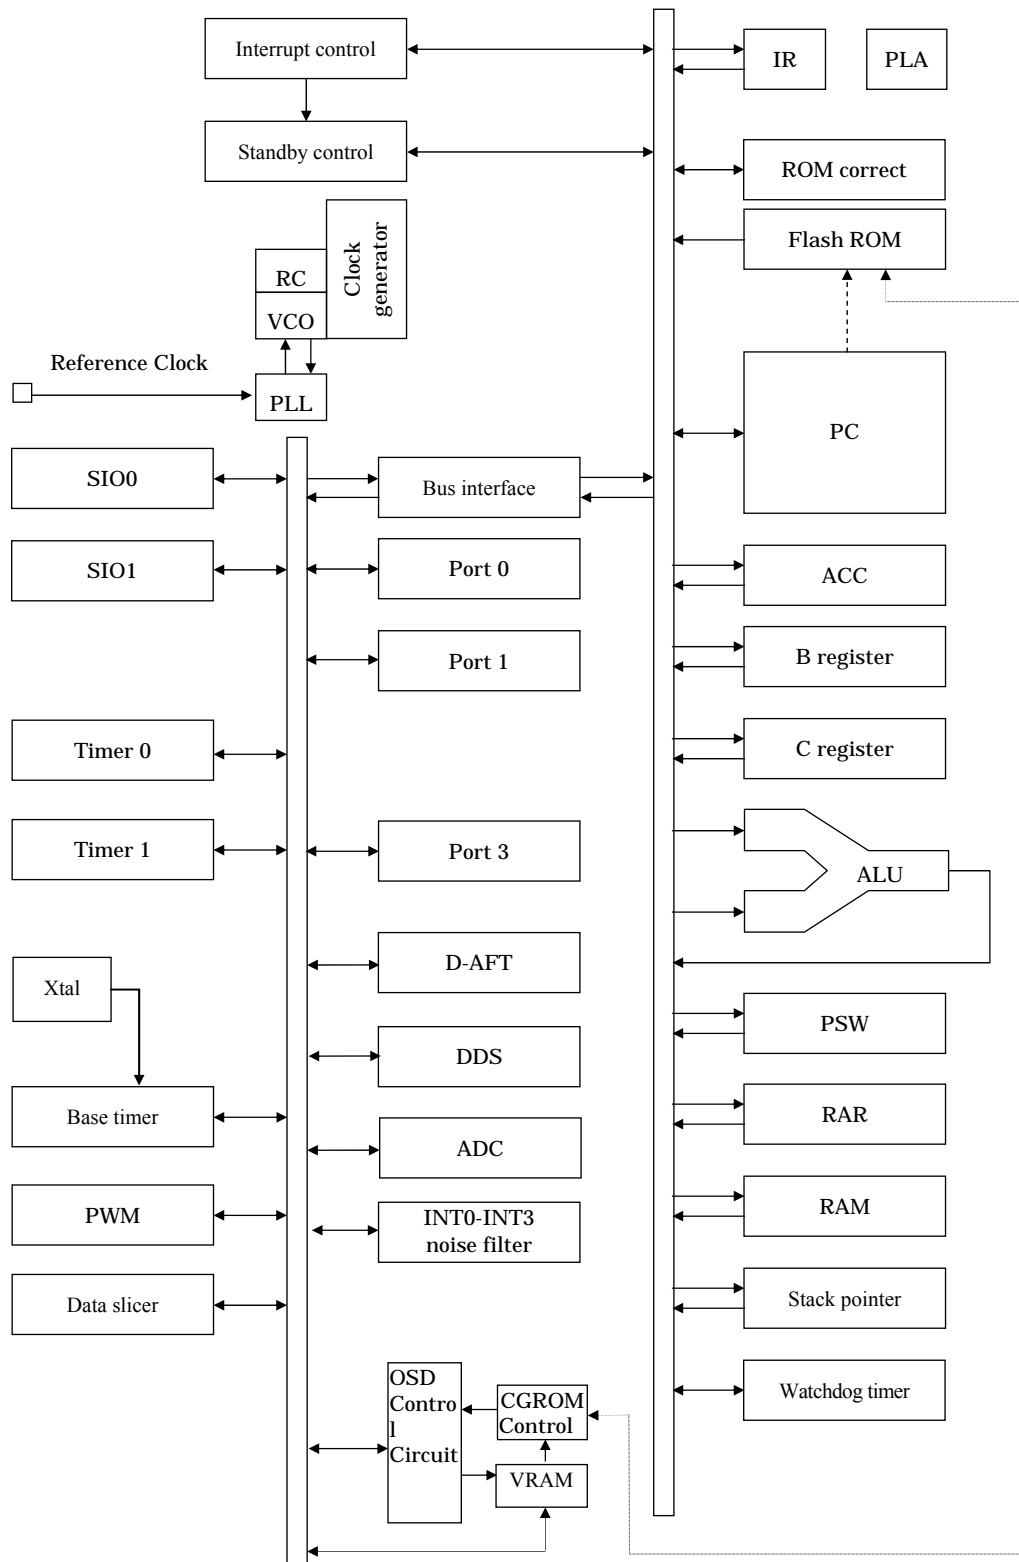 Interrupt control
IR
PLA
Standby control
ROM correct
Flash ROM
Clock
generator
RC
VCO
Reference Clock
PLL
PC
SIO0
Bus interface
SIO1
Port 0
ACC
Port 1
B register
Timer 0
C register
Timer 1
Port 3
ALU
D-AFT
Xtal
PSW
DDS
Base timer
RAR
ADC
PWM
INT0-INT3
noise filter
RAM
Data slicer
Stack pointer
OSD
Contro
l
Circuit
CGROM
Control
Watchdog timer
VRAM